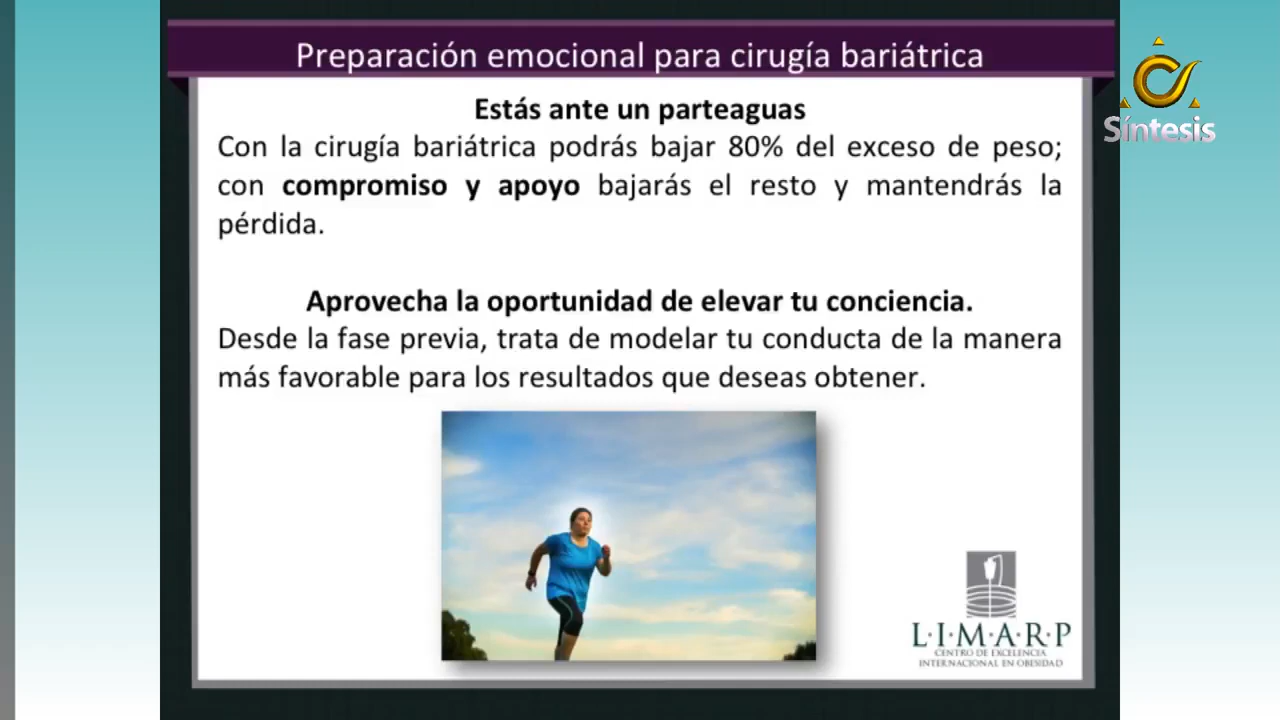 Preparación emocional para cirugía bariátrica
Síntesis
Estás ante un parteaguas
Con la cirugía bariátrica podrás bajar 80% del exceso de peso;
con compromiso y apoyo bajarás el resto y mantendrás la
pérdida.
Aprovecha la oportunidad de elevar tu conciencia.
Desde la fase previa, trata de modelar tu conducta de la manera
más favorable para los resultados que deseas obtener.
L·I·M·A·R·P
CENTRO DE EXCELENCIA
INTERNACIONAL EN OBESIDAD